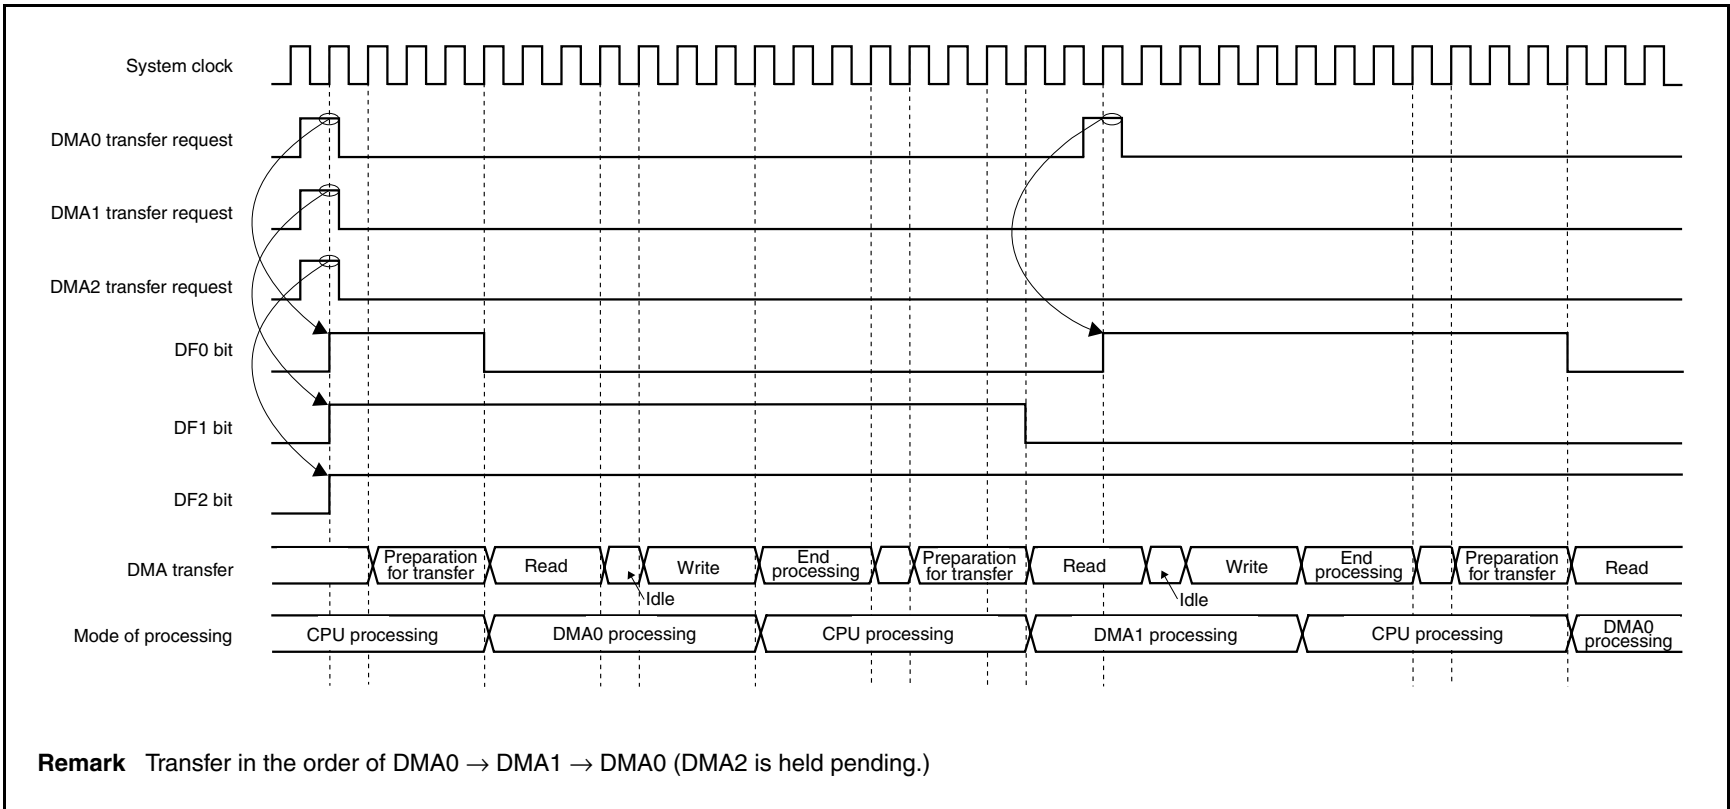 System clock
DMA0 transfer request
DMA1 transfer request
DMA2 transfer request
DF0 bit
DF1 bit
DF2 bit
DMA transfer
Preparation
for transfer
Read
Idle
Write
End
processing
Preparation
for transfer
Read
Idle
Write
End
processing
Preparation
for transfer
Read
Mode of processing
CPU processing
DMA0 processing
CPU processing
DMA1 processing
CPU processing
DMA0
processing
Remark Transfer in the order of DMA0 → DMA1 → DMA0 (DMA2 is held pending.)